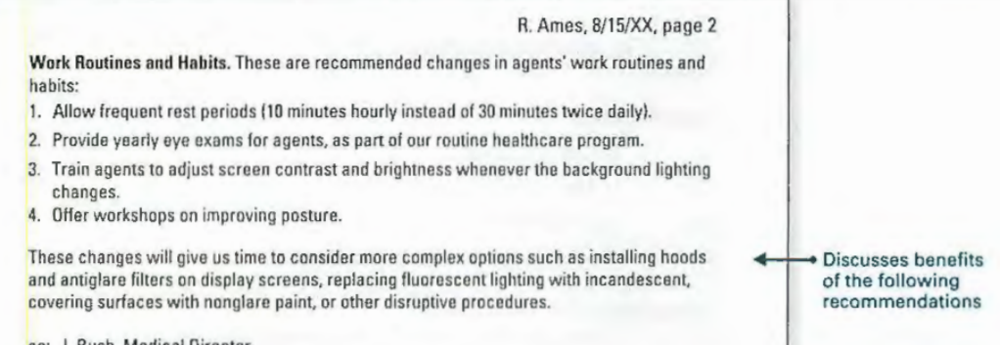 R. Ames, 8/15/XX, page 2
Work Routines and Habits. These are recommended changes in agents' work routines and
habits:
1. Allow frequent rest periods (10 minutes hourly instead of 30 minutes twice daily).
2. Provide yearly eye exams for agents, as part of our routine healthcare program.
3. Train agents to adjust screen contrast and brightness whenever the background lighting
changes.
4. Offer workshops on improving posture.
These changes will give us time to consider more complex options such as installing hoods
and antiglare filters on display screens, replacing fluorescent lighting with incandescent,
covering surfaces with nonglare paint, or other disruptive procedures.
Discusses benefits
of the following
recommendations